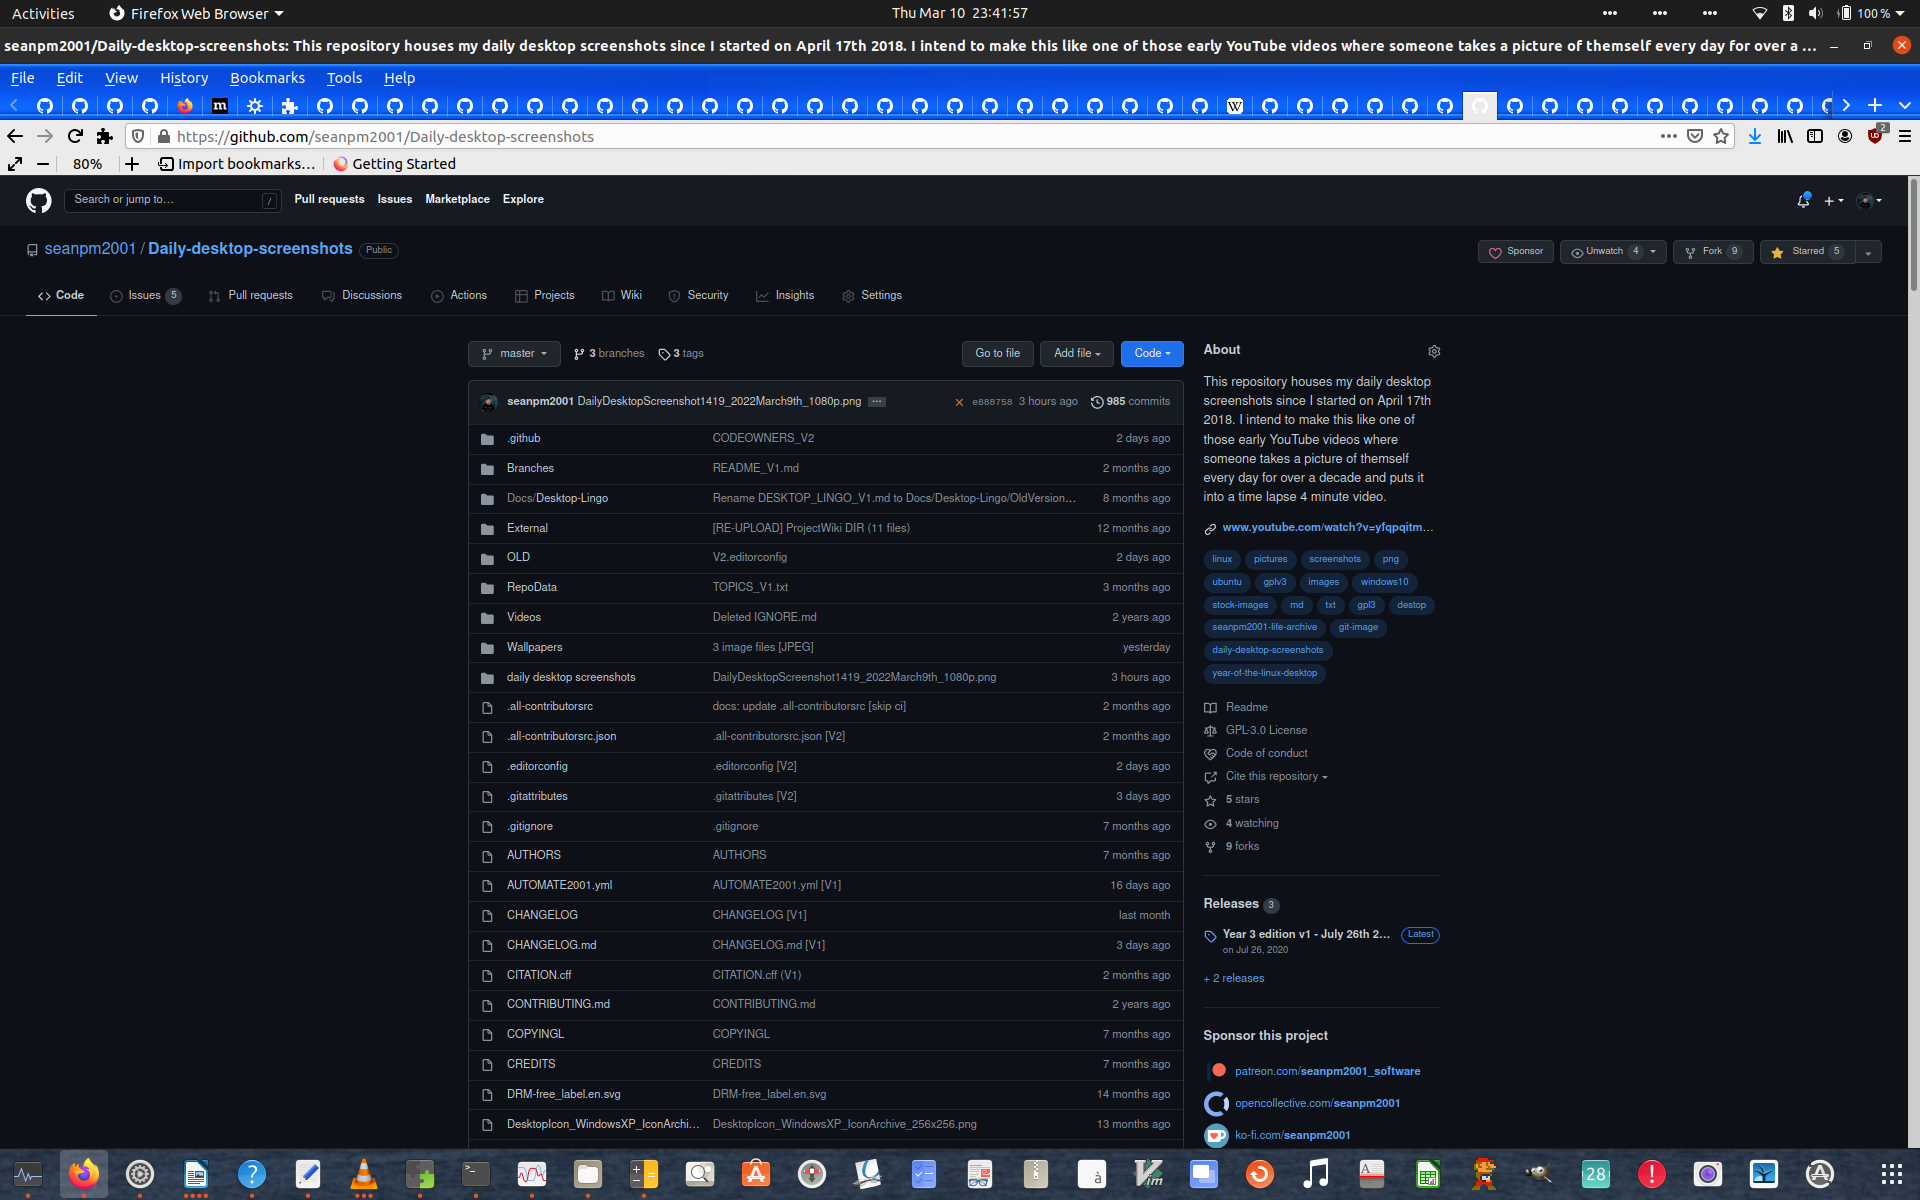 Activities Firefox Web Browser Thu Mar 10 23:41:57 100 %
seanpm2001/Daily-desktop-screenshots: This repository houses my daily desktop screenshots since I started on April 17th 2018. I intend to make this like one of those early YouTube videos where someone takes a picture of themself every day for over a ...
File Edit View History Bookmarks Tools Help
https://github.com/seanpm2001/Daily-desktop-screenshots 2
80% Import bookmarks... Getting Started
Search or jump to... / Pull requests Issues Marketplace Explore
seanpm2001 / Daily-desktop-screenshots Public Sponsor Unwatch 4 Fork 9 Starred 5
Code Issues 5 Pull requests Discussions Actions Projects Wiki Security Insights Settings
master 3 branches 3 tags Go to file Add file Code
seanpm2001 DailyDesktopScreenshot1419_2022March9th_1080p.png ... e888758 3 hours ago 985 commits
.github CODEOWNERS_V2 2 days ago
Branches README_V1.md 2 months ago
Docs/Desktop-Lingo Rename DESKTOP_LINGO_V1.md to Docs/Desktop-Lingo/OldVersion... 8 months ago
External [RE-UPLOAD] ProjectWiki DIR (11 files) 12 months ago
OLD V2.editorconfig 2 days ago
RepoData TOPICS_V1.txt 3 months ago
Videos Deleted IGNORE.md 2 years ago
Wallpapers 3 image files [JPEG] yesterday
daily desktop screenshots DailyDesktopScreenshot1419_2022March9th_1080p.png 3 hours ago
.all-contributorsrc docs: update .all-contributorsrc [skip ci] 2 months ago
.all-contributorsrc.json .all-contributorsrc.json [V2] 2 months ago
.editorconfig .editorconfig [V2] 2 days ago
.gitattributes .gitattributes [V2] 3 days ago
.gitignore .gitignore 7 months ago
AUTHORS AUTHORS 7 months ago
AUTOMATE2001.yml AUTOMATE2001.yml [V1] 16 days ago
CHANGELOG CHANGELOG [V1] last month
CHANGELOG.md CHANGELOG.md [V1] 3 days ago
CITATION.cff CITATION.cff (V1) 2 months ago
CONTRIBUTING.md CONTRIBUTING.md 2 years ago
COPYINGL COPYINGL 7 months ago
CREDITS CREDITS 7 months ago
DRM-free_label.en.svg DRM-free_label.en.svg 14 months ago
DesktopIcon_WindowsXP_IconArchi... DesktopIcon_WindowsXP_IconArchive_256x256.png 13 months ago
About
This repository houses my daily desktop
screenshots since I started on April 17th
2018. I intend to make this like one of
those early YouTube videos where
someone takes a picture of themself
every day for over a decade and puts it
into a time lapse 4 minute video.
www.youtube.com/watch?v=yfqpqitm...
linux pictures screenshots png
ubuntu gplv3 images windows10
stock-images md txt gpl3 destop
seanpm2001-life-archive git-image
daily-desktop-screenshots
year-of-the-linux-desktop
Readme
GPL-3.0 License
Code of conduct
Cite this repository
5 stars
4 watching
9 forks
Releases 3
Year 3 edition v1 - July 26th 2... Latest
on Jul 26, 2020
+ 2 releases
Sponsor this project
patreon.com/seanpm2001_software
opencollective.com/seanpm2001
ko-fi.com/seanpm2001
28